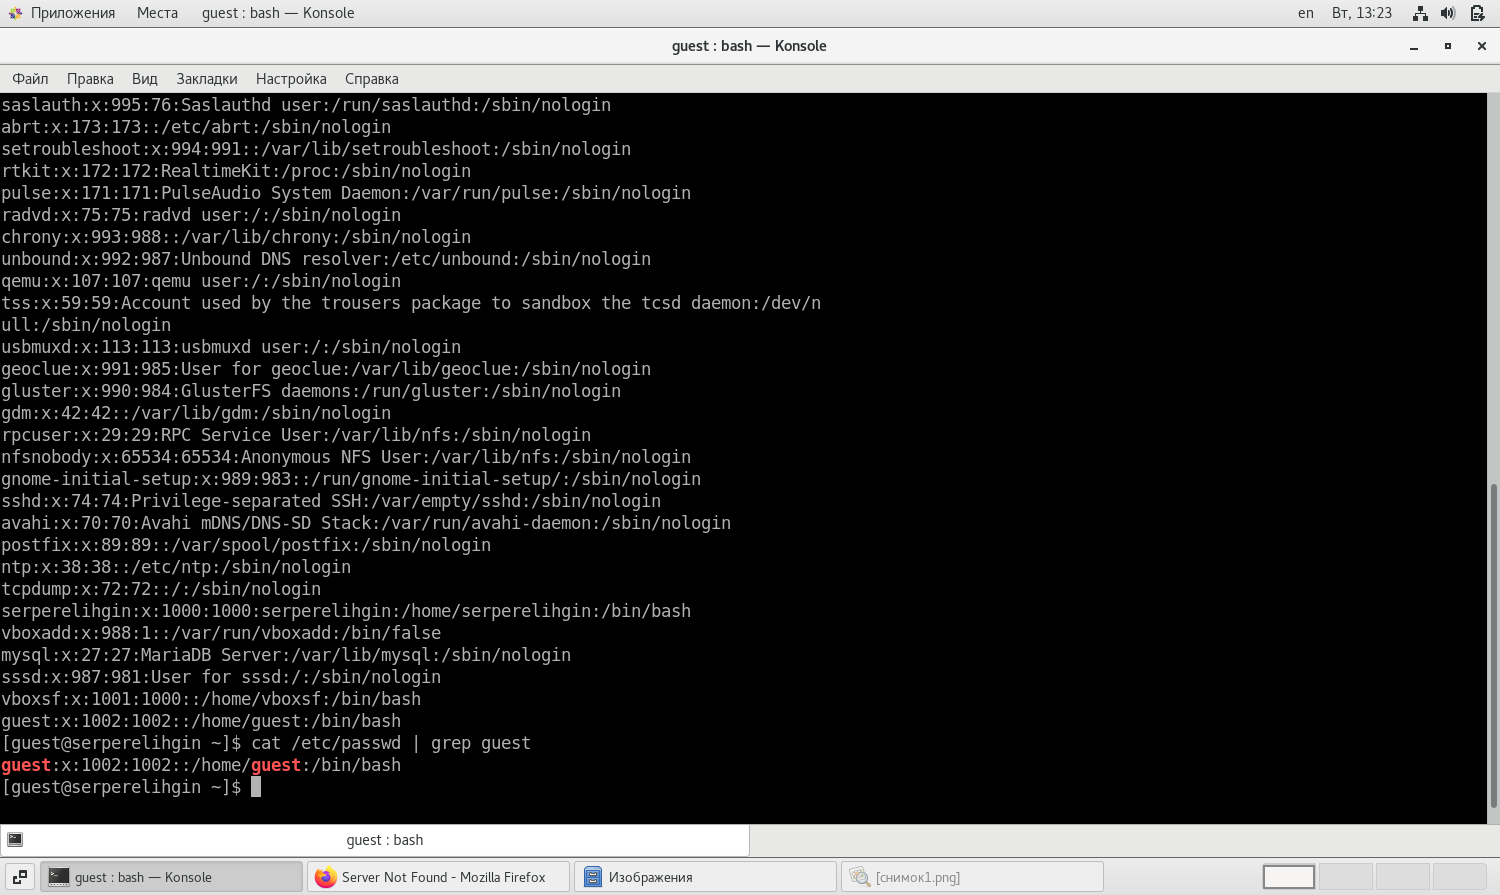 Приложения Места guest : bash — Konsole en Вт, 13:23
guest : bash — Konsole
Файл Правка Вид Закладки Настройка Справка
saslauth:x:995:76:Saslauthd user:/run/saslauthd:/sbin/nologin
abrt:x:173:173::/etc/abrt:/sbin/nologin
setroubleshoot:x:994:991::/var/lib/setroubleshoot:/sbin/nologin
rtkit:x:172:172:RealtimeKit:/proc:/sbin/nologin
pulse:x:171:171:PulseAudio System Daemon:/var/run/pulse:/sbin/nologin
radvd:x:75:75:radvd user:/:/sbin/nologin
chrony:x:993:988::/var/lib/chrony:/sbin/nologin
unbound:x:992:987:Unbound DNS resolver:/etc/unbound:/sbin/nologin
qemu:x:107:107:qemu user:/:/sbin/nologin
tss:x:59:59:Account used by the trousers package to sandbox the tcsd daemon:/dev/n
ull:/sbin/nologin
usbmuxd:x:113:113:usbmuxd user:/:/sbin/nologin
geoclue:x:991:985:User for geoclue:/var/lib/geoclue:/sbin/nologin
gluster:x:990:984:GlusterFS daemons:/run/gluster:/sbin/nologin
gdm:x:42:42::/var/lib/gdm:/sbin/nologin
rpcuser:x:29:29:RPC Service User:/var/lib/nfs:/sbin/nologin
nfsnobody:x:65534:65534:Anonymous NFS User:/var/lib/nfs:/sbin/nologin
gnome-initial-setup:x:989:983::/run/gnome-initial-setup/:/sbin/nologin
sshd:x:74:74:Privilege-separated SSH:/var/empty/sshd:/sbin/nologin
avahi:x:70:70:Avahi mDNS/DNS-SD Stack:/var/run/avahi-daemon:/sbin/nologin
postfix:x:89:89::/var/spool/postfix:/sbin/nologin
ntp:x:38:38::/etc/ntp:/sbin/nologin
tcpdump:x:72:72::/:/sbin/nologin
serperelihgin:x:1000:1000:serperelihgin:/home/serperelihgin:/bin/bash
vboxadd:x:988:1::/var/run/vboxadd:/bin/false
mysql:x:27:27:MariaDB Server:/var/lib/mysql:/sbin/nologin
sssd:x:987:981:User for sssd:/:/sbin/nologin
vboxsf:x:1001:1000::/home/vboxsf:/bin/bash
guest:x:1002:1002::/home/guest:/bin/bash
[guest@serperelihgin ~]$ cat /etc/passwd | grep guest
guest:x:1002:1002::/home/guest:/bin/bash
[guest@serperelihgin ~]$
guest : bash
guest : bash — Konsole Server Not Found - Mozilla Firefox Изображения [снимок1.png]